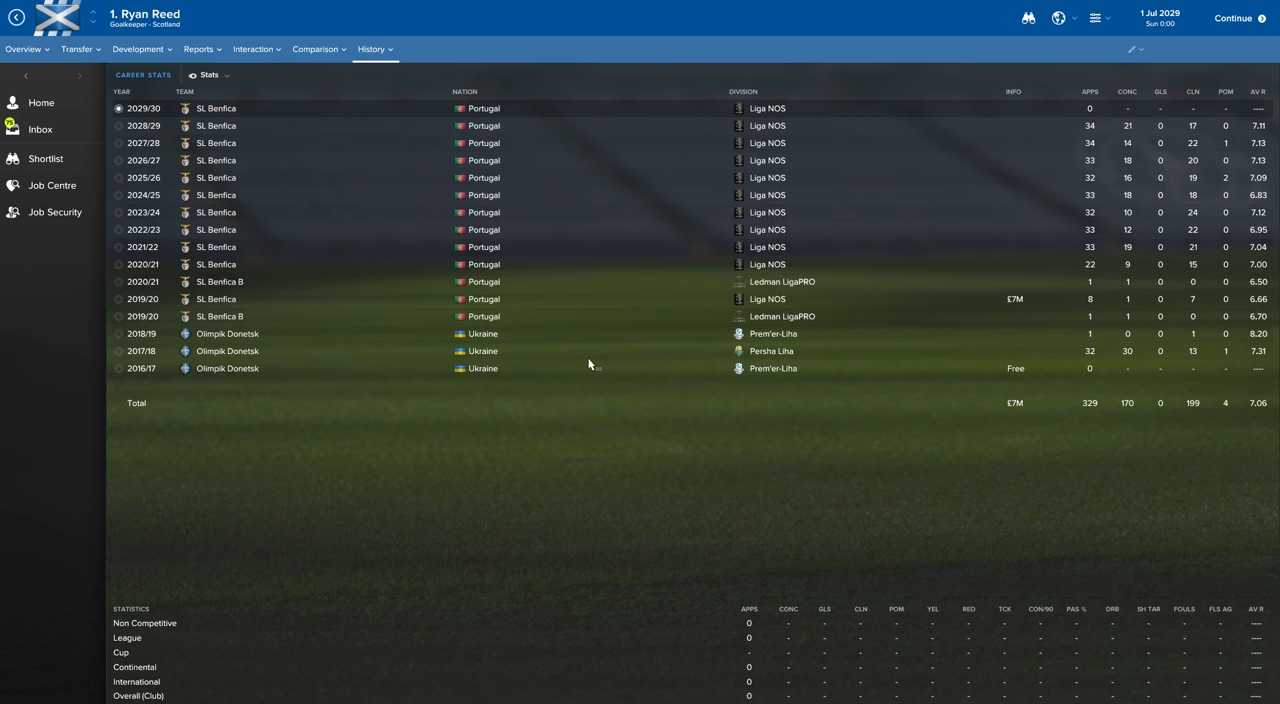 1. Ryan Reed
Goalkeeper - Scotland
1 Jul 2029
Sun 0:00
Continue
Overview Transfer Development Reports Interaction Comparison History
Home
75
Inbox
Shortlist
Job Centre
Job Security
CAREER STATS Stats
YEAR TEAM NATION DIVISION INFO APPS CONC GLS CLN POM AV R
2029/30 SL Benfica Portugal Liga NOS 0 - - - - ----
2028/29 SL Benfica Portugal Liga NOS 34 21 0 17 0 7.11
2027/28 SL Benfica Portugal Liga NOS 34 14 0 22 1 7.13
2026/27 SL Benfica Portugal Liga NOS 33 18 0 20 0 7.13
2025/26 SL Benfica Portugal Liga NOS 32 16 0 19 2 7.09
2024/25 SL Benfica Portugal Liga NOS 33 18 0 18 0 6.83
2023/24 SL Benfica Portugal Liga NOS 32 10 0 24 0 7.12
2022/23 SL Benfica Portugal Liga NOS 33 12 0 22 0 6.95
2021/22 SL Benfica Portugal Liga NOS 33 19 0 21 0 7.04
2020/21 SL Benfica Portugal Liga NOS 22 9 0 15 0 7.00
2020/21 SL Benfica B Portugal Ledman LigaPRO 1 1 0 0 0 6.50
2019/20 SL Benfica Portugal Liga NOS £7M 8 1 0 7 0 6.66
2019/20 SL Benfica B Portugal Ledman LigaPRO 1 1 0 0 0 6.70
2018/19 Olimpik Donetsk Ukraine Prem'er-Liha 1 0 0 1 0 8.20
2017/18 Olimpik Donetsk Ukraine Persha Liha 32 30 0 13 1 7.31
2016/17 Olimpik Donetsk Ukraine Prem'er-Liha Free 0 - - - - ----
Total £7M 329 170 0 199 4 7.06
STATISTICS APPS CONC GLS CLN POM YEL RED TCK CON/90 PAS % DRB SH TAR FOULS FLS AG AV R
Non Competitive 0 - - - - - - - - - - - - - ----
League 0 - - - - - - - - - - - - - ----
Cup - - - - - - - - - - - - - - ----
Continental 0 - - - - - - - - - - - - - ----
International 0 - - - - - - - - - - - - - ----
Overall (Club) 0 - - - - - - - - - - - - - ----